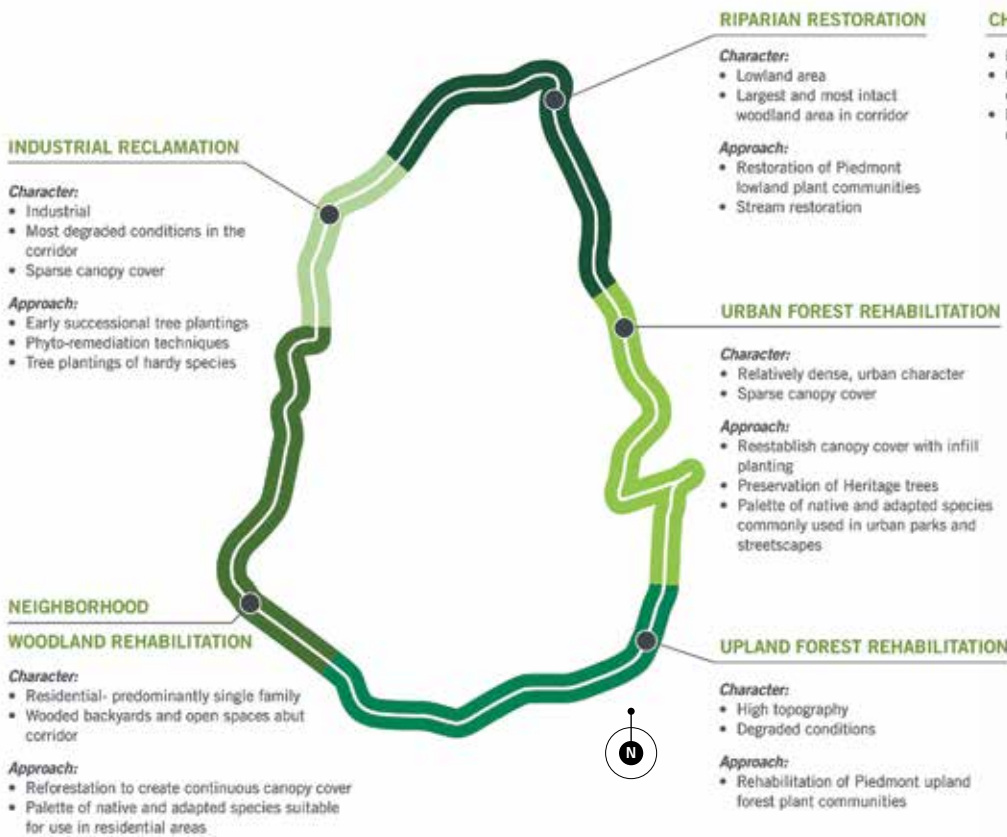 RIPARIAN RESTORATION
Character:
• Lowland area
• Largest and most intact
woodland area in corridor
Approach:
• Restoration of Piedmont
lowland plant communities
• Stream restoration
CH
INDUSTRIAL RECLAMATION
Character:
• Industrial
• Most degraded conditions in the
corridor
• Sparse canopy cover
Approach:
• Early successional tree plantings
• Phyto-remediation techniques
• Tree plantings of hardy species
URBAN FOREST REHABILITATION
Character:
• Relatively dense, urban character
• Sparse canopy cover
Approach:
• Reestablish canopy cover with infill
planting
• Preservation of Heritage trees
• Palette of native and adapted species
commonly used in urban parks and
streetscapes
NEIGHBORHOOD
WOODLAND REHABILITATION
Character:
• Residential- predominantly single family
• Wooded backyards and open spaces abut
corridor
Approach:
• Reforestation to create continuous canopy cover
• Palette of native and adapted species suitable
for use in residential areas
UPLAND FOREST REHABILITATION
Character:
• High topography
• Degraded conditions
Approach:
• Rehabilitation of Piedmont upland
forest plant communities
N